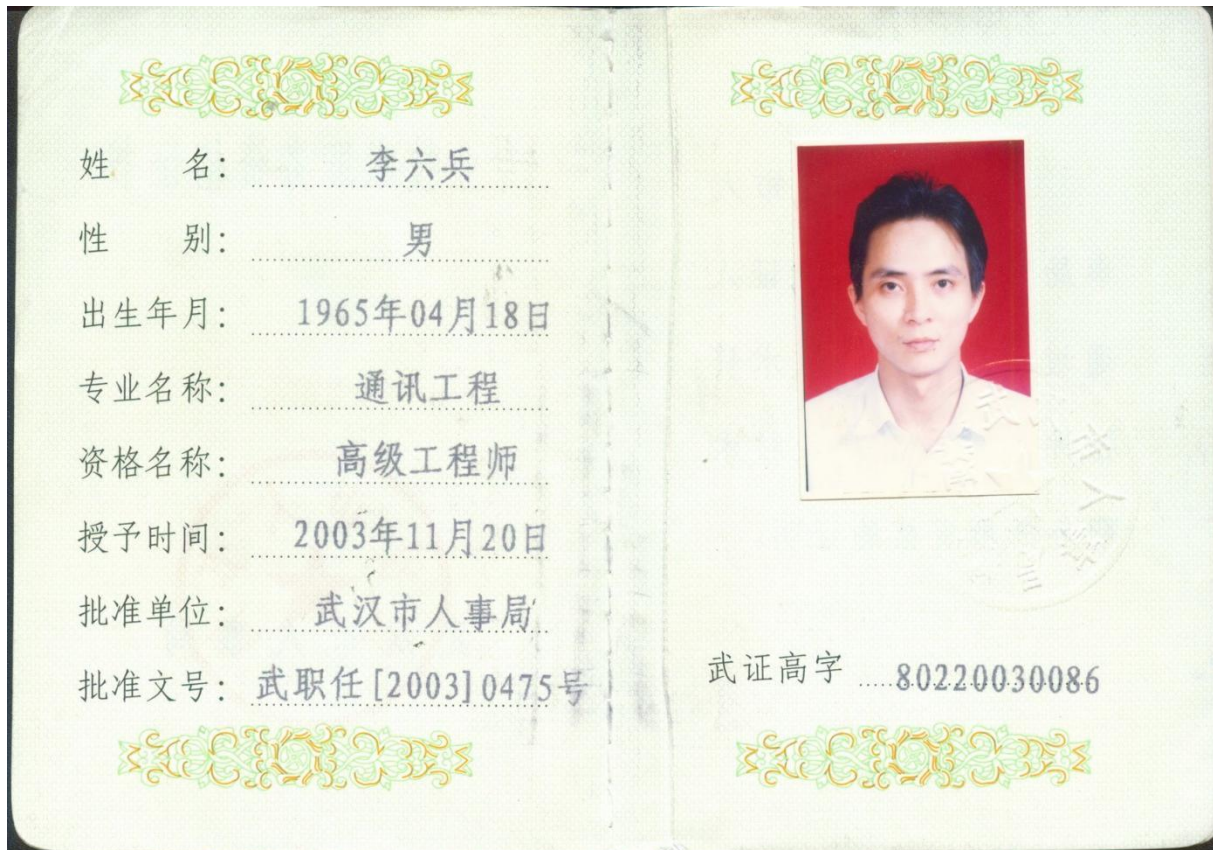 姓名：李六兵
性别：男
出生年月：1965年04月18日
专业名称：通讯工程
资格名称：高级工程师
授予时间：2003年11月20日
批准单位：武汉市人事局
批准文号：武职任[2003]0475号
武证高字 80220030086